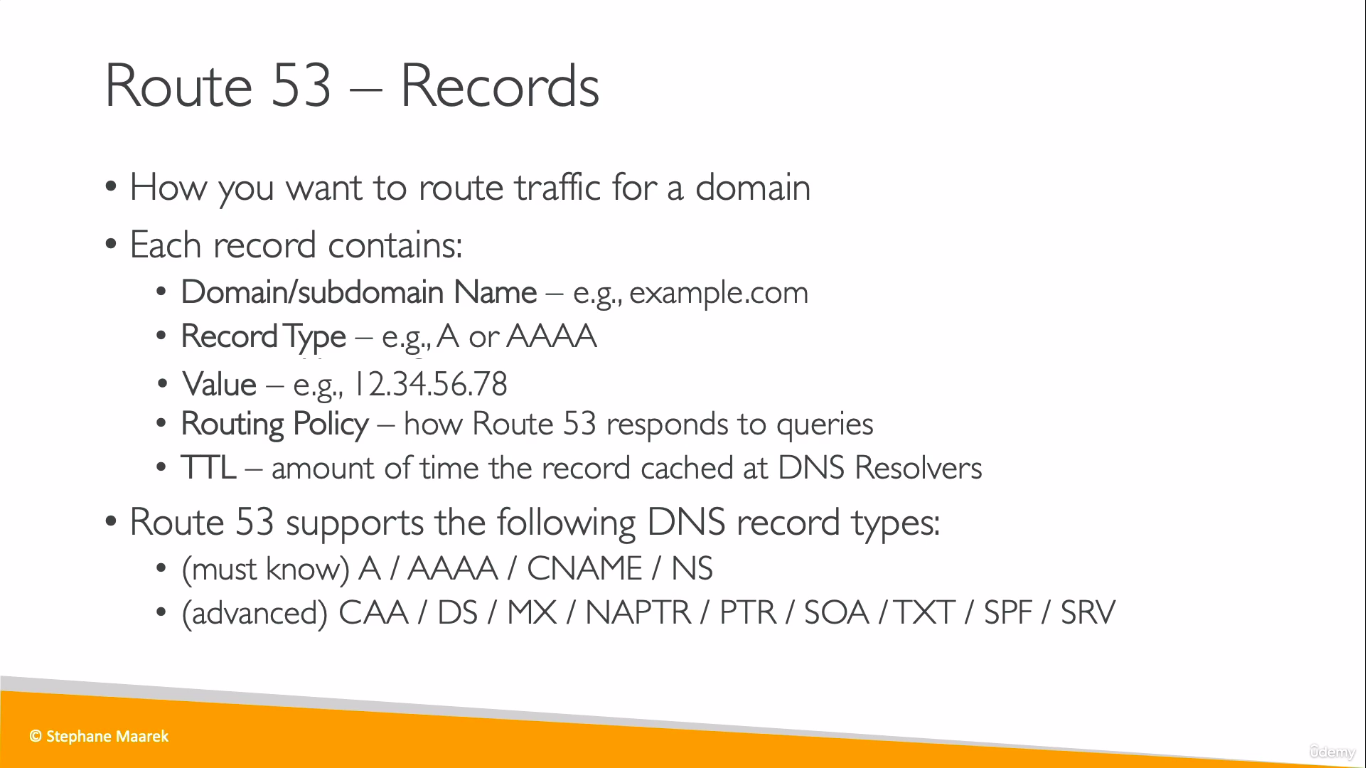 Route 53 – Records
• How you want to route traffic for a domain
• Each record contains:
• Domain/subdomain Name – e.g., example.com
• Record Type – e.g., A or AAAA
• Value – e.g., 12.34.56.78
• Routing Policy – how Route 53 responds to queries
• TTL – amount of time the record cached at DNS Resolvers
• Route 53 supports the following DNS record types:
• (must know) A / AAAA / CNAME / NS
• (advanced) CAA / DS / MX / NAPTR / PTR / SOA / TXT / SPF / SRV
© Stephane Maarek
ûdemy